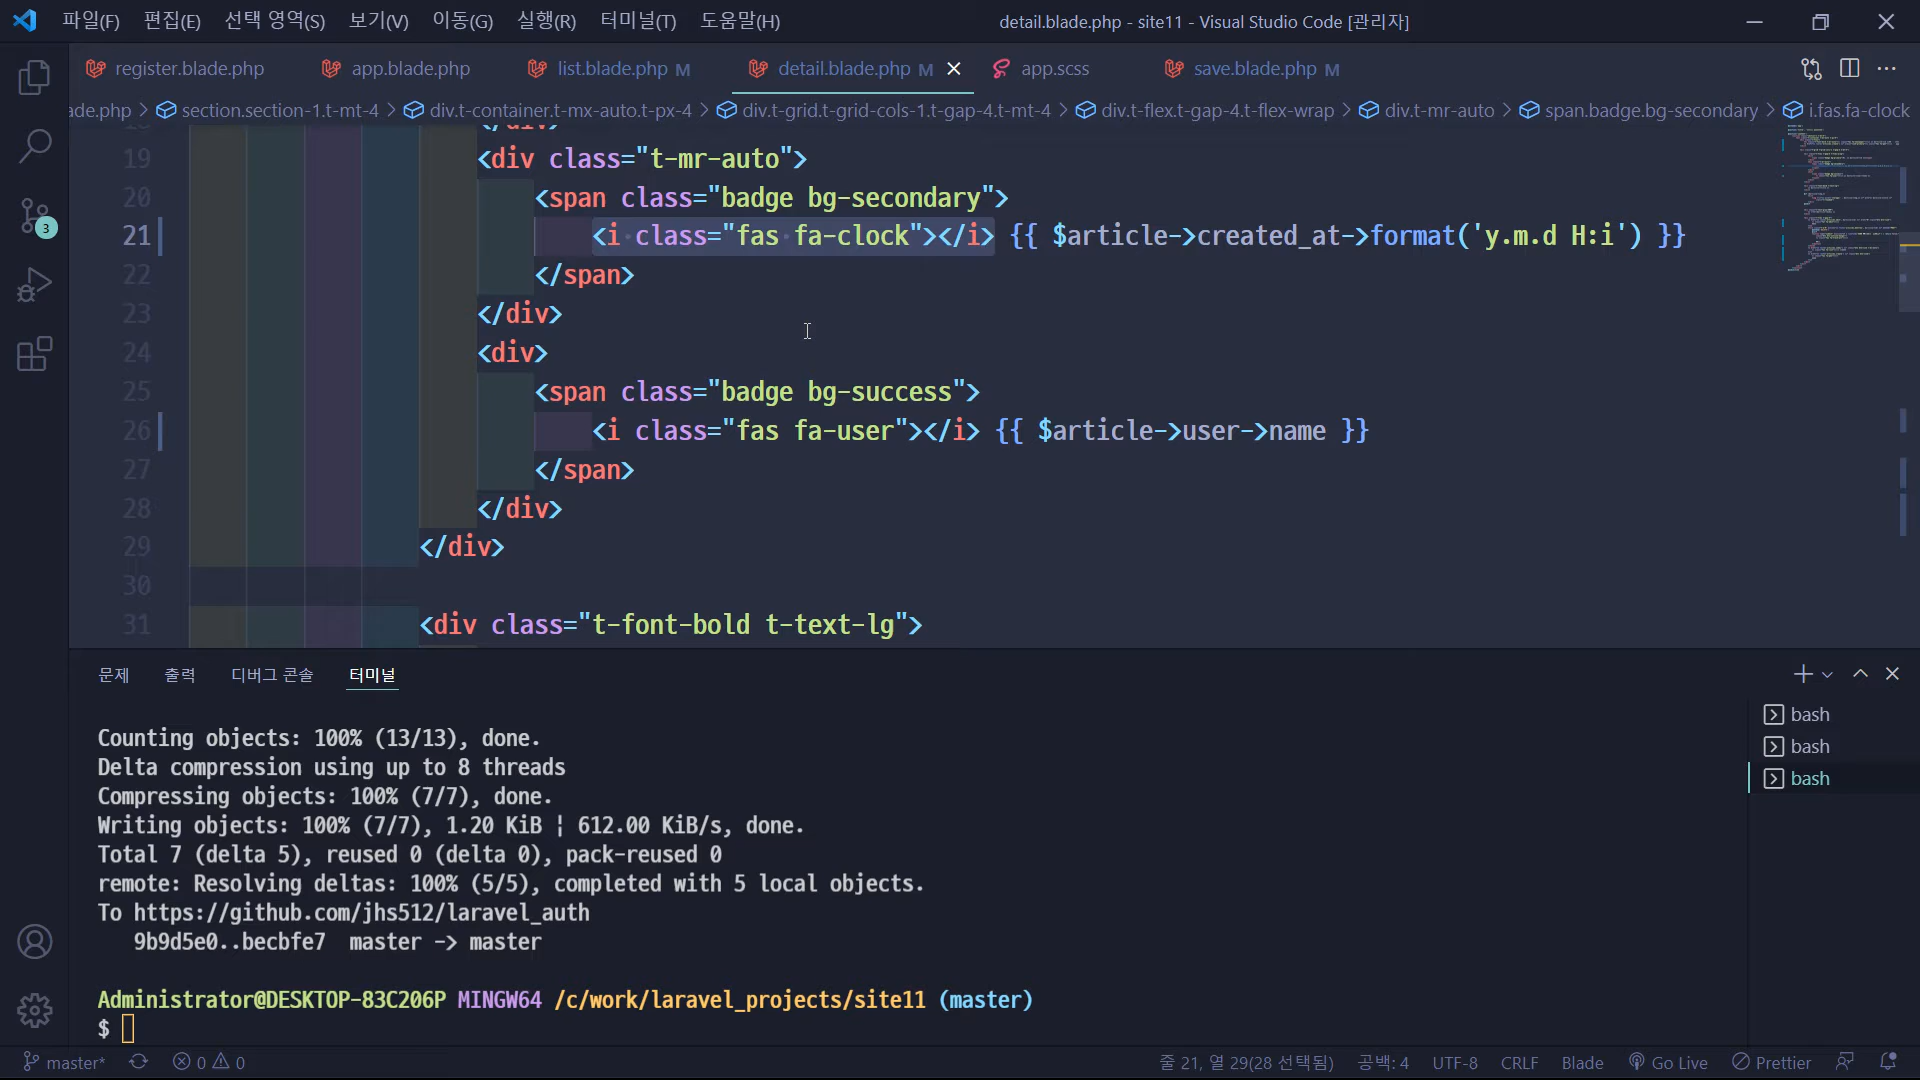 파일(F) 편집(E) 선택 영역(S) 보기(V) 이동(G) 실행(R) 터미널(T) 도움말(H) detail.blade.php - site11 - Visual Studio Code [관리자]
register.blade.php app.blade.php list.blade.php M detail.blade.php M app.scss save.blade.php M
ade.php > section.section-1.t-mt-4 > div.t-container.t-mx-auto.t-px-4 > div.t-grid.t-grid-cols-1.t-gap-4.t-mt-4 > div.t-flex.t-gap-4.t-flex-wrap > div.t-mr-auto > span.badge.bg-secondary > i.fas.fa-clock
18 </div>
19 <div class="t-mr-auto">
20 <span class="badge bg-secondary">
21 <i class="fas fa-clock"></i> {{ $article->created_at->format('y.m.d H:i') }}
22 </span>
23 </div>
24 <div>
25 <span class="badge bg-success">
26 <i class="fas fa-user"></i> {{ $article->user->name }}
27 </span>
28 </div>
29 </div>
30
31 <div class="t-font-bold t-text-lg">
3
문제 출력 디버그 콘솔 터미널
Counting objects: 100% (13/13), done.
Delta compression using up to 8 threads
Compressing objects: 100% (7/7), done.
Writing objects: 100% (7/7), 1.20 KiB ¦ 612.00 KiB/s, done.
Total 7 (delta 5), reused 0 (delta 0), pack-reused 0
remote: Resolving deltas: 100% (5/5), completed with 5 local objects.
To https://github.com/jhs512/laravel_auth
9b9d5e0..becbfe7 master -> master
Administrator@DESKTOP-83C206P MINGW64 /c/work/laravel_projects/site11 (master)
$
bash
bash
bash
master* 0 0 줄 21, 열 29(28 선택됨) 공백: 4 UTF-8 CRLF Blade Go Live Prettier